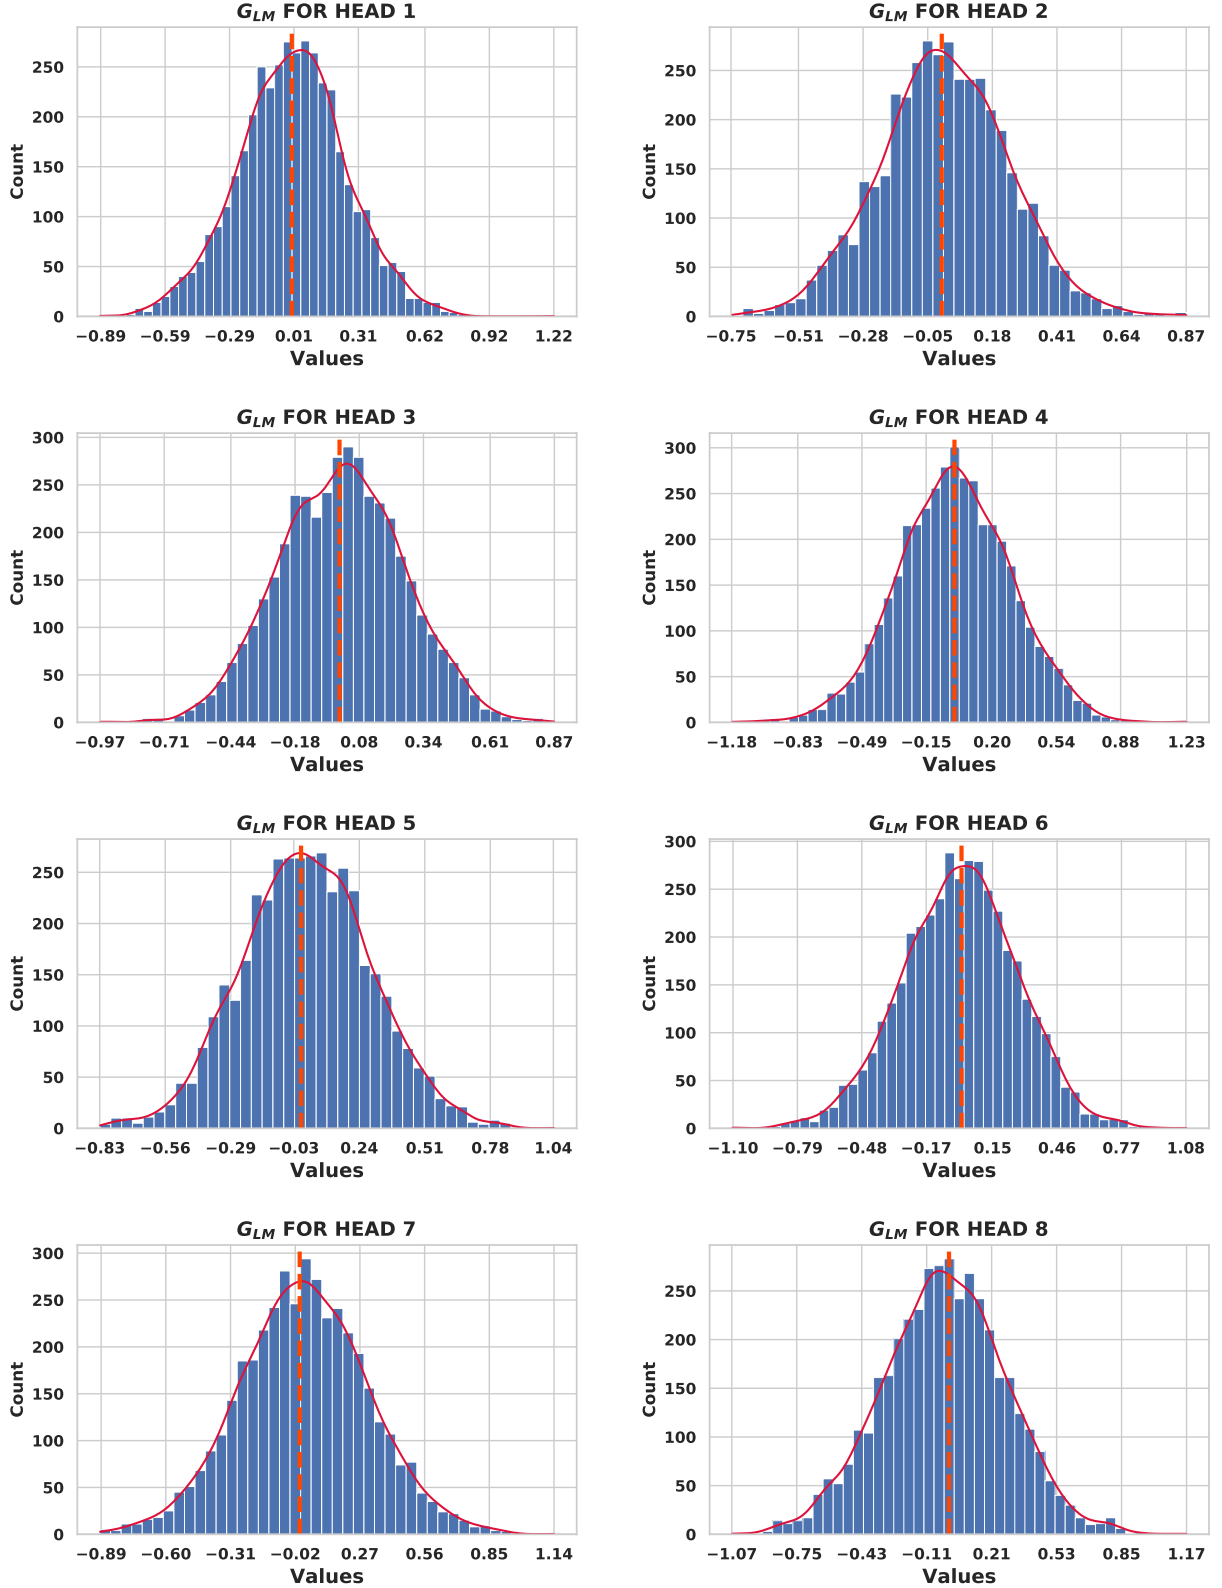 G_LM FOR HEAD 1
Count
250
200
150
100
50
0
−0.89 −0.59 −0.29 0.01 0.31 0.62 0.92 1.22
Values
G_LM FOR HEAD 2
Count
250
200
150
100
50
0
−0.75 −0.51 −0.28 −0.05 0.18 0.41 0.64 0.87
Values
G_LM FOR HEAD 3
Count
300
250
200
150
100
50
0
−0.97 −0.71 −0.44 −0.18 0.08 0.34 0.61 0.87
Values
G_LM FOR HEAD 4
Count
300
250
200
150
100
50
0
−1.18 −0.83 −0.49 −0.15 0.20 0.54 0.88 1.23
Values
G_LM FOR HEAD 5
Count
250
200
150
100
50
0
−0.83 −0.56 −0.29 −0.03 0.24 0.51 0.78 1.04
Values
G_LM FOR HEAD 6
Count
300
250
200
150
100
50
0
−1.10 −0.79 −0.48 −0.17 0.15 0.46 0.77 1.08
Values
G_LM FOR HEAD 7
Count
300
250
200
150
100
50
0
−0.89 −0.60 −0.31 −0.02 0.27 0.56 0.85 1.14
Values
G_LM FOR HEAD 8
Count
250
200
150
100
50
0
−1.07 −0.75 −0.43 −0.11 0.21 0.53 0.85 1.17
Values